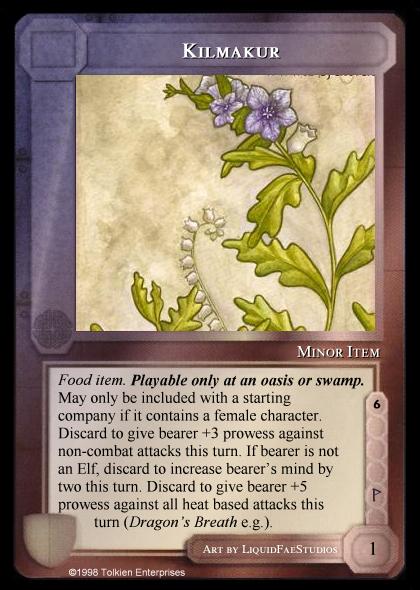 KILMAKUR
MINOR ITEM
Food item. Playable only at an oasis or swamp.
May only be included with a starting
company if it contains a female character.
Discard to give bearer +3 prowess against
non-combat attacks this turn. If bearer is not
an Elf, discard to increase bearer's mind by
two this turn. Discard to give bearer +5
prowess against all heat based attacks this
turn (Dragon's Breath e.g.).
6
ART BY LIQUIDFAESTUDIOS
1
©1998 Tolkien Enterprises